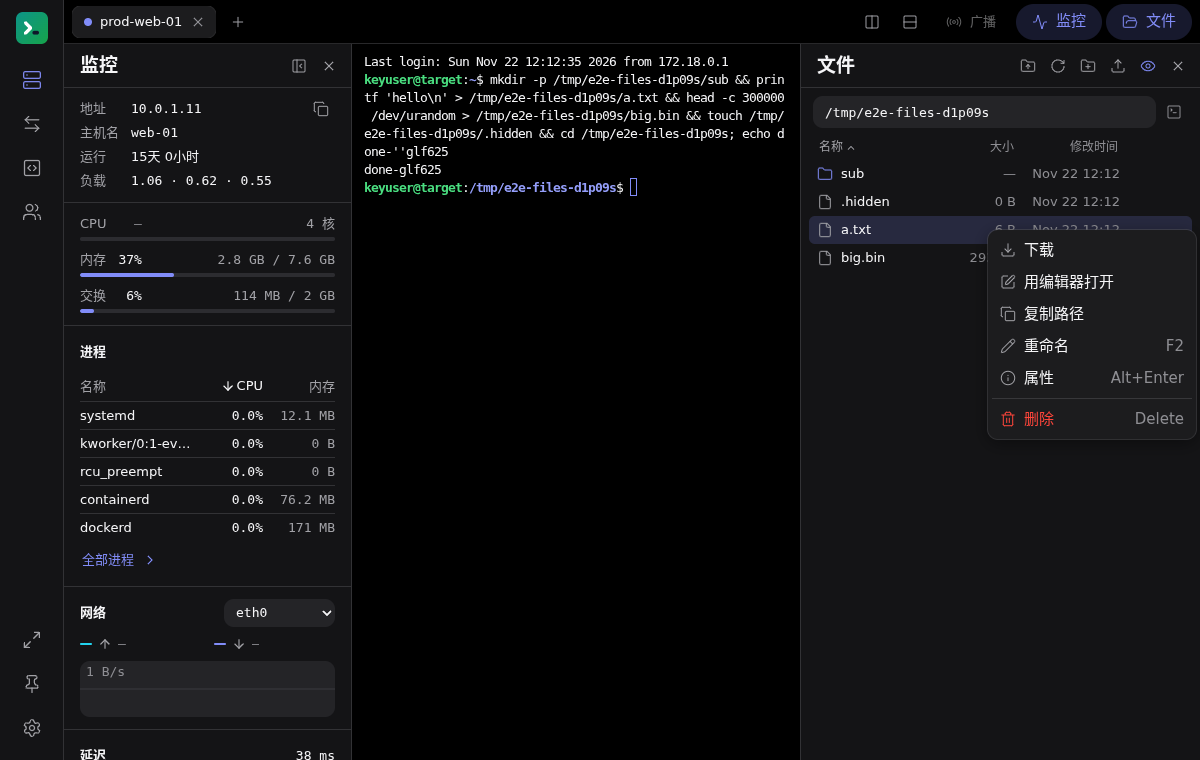 prod-web-01
广播
监控
文件
监控
地址 10.0.1.11
主机名 web-01
运行 15天 0小时
负载 1.06 · 0.62 · 0.55
CPU — 4 核
内存 37% 2.8 GB / 7.6 GB
交换 6% 114 MB / 2 GB
进程
名称 CPU 内存
systemd 0.0% 12.1 MB
kworker/0:1-ev… 0.0% 0 B
rcu_preempt 0.0% 0 B
containerd 0.0% 76.2 MB
dockerd 0.0% 171 MB
全部进程
网络 eth0
— —
1 B/s
延迟 38 ms
Last login: Sun Nov 22 12:12:35 2026 from 172.18.0.1
keyuser@target:~$ mkdir -p /tmp/e2e-files-d1p09s/sub && prin
tf 'hello\n' > /tmp/e2e-files-d1p09s/a.txt && head -c 300000
/dev/urandom > /tmp/e2e-files-d1p09s/big.bin && touch /tmp/
e2e-files-d1p09s/.hidden && cd /tmp/e2e-files-d1p09s; echo d
one-''glf625
done-glf625
keyuser@target:/tmp/e2e-files-d1p09s$
文件
/tmp/e2e-files-d1p09s
名称 大小 修改时间
sub — Nov 22 12:12
.hidden 0 B Nov 22 12:12
a.txt 6 B Nov 22 12:12
big.bin 29
下载
用编辑器打开
复制路径
重命名 F2
属性 Alt+Enter
删除 Delete